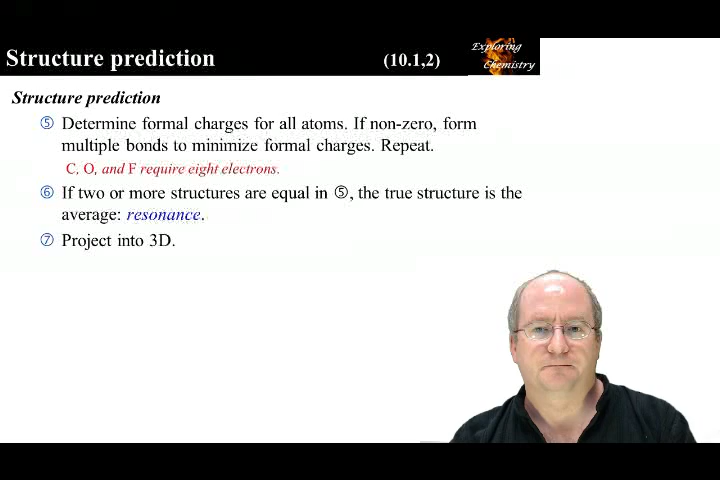 Structure prediction (10.1,2)
Exploring
Chemistry
Structure prediction
⑤ Determine formal charges for all atoms. If non-zero, form
multiple bonds to minimize formal charges. Repeat.
C, O, and F require eight electrons.
⑥ If two or more structures are equal in ⑤, the true structure is the
average: resonance.
⑦ Project into 3D.